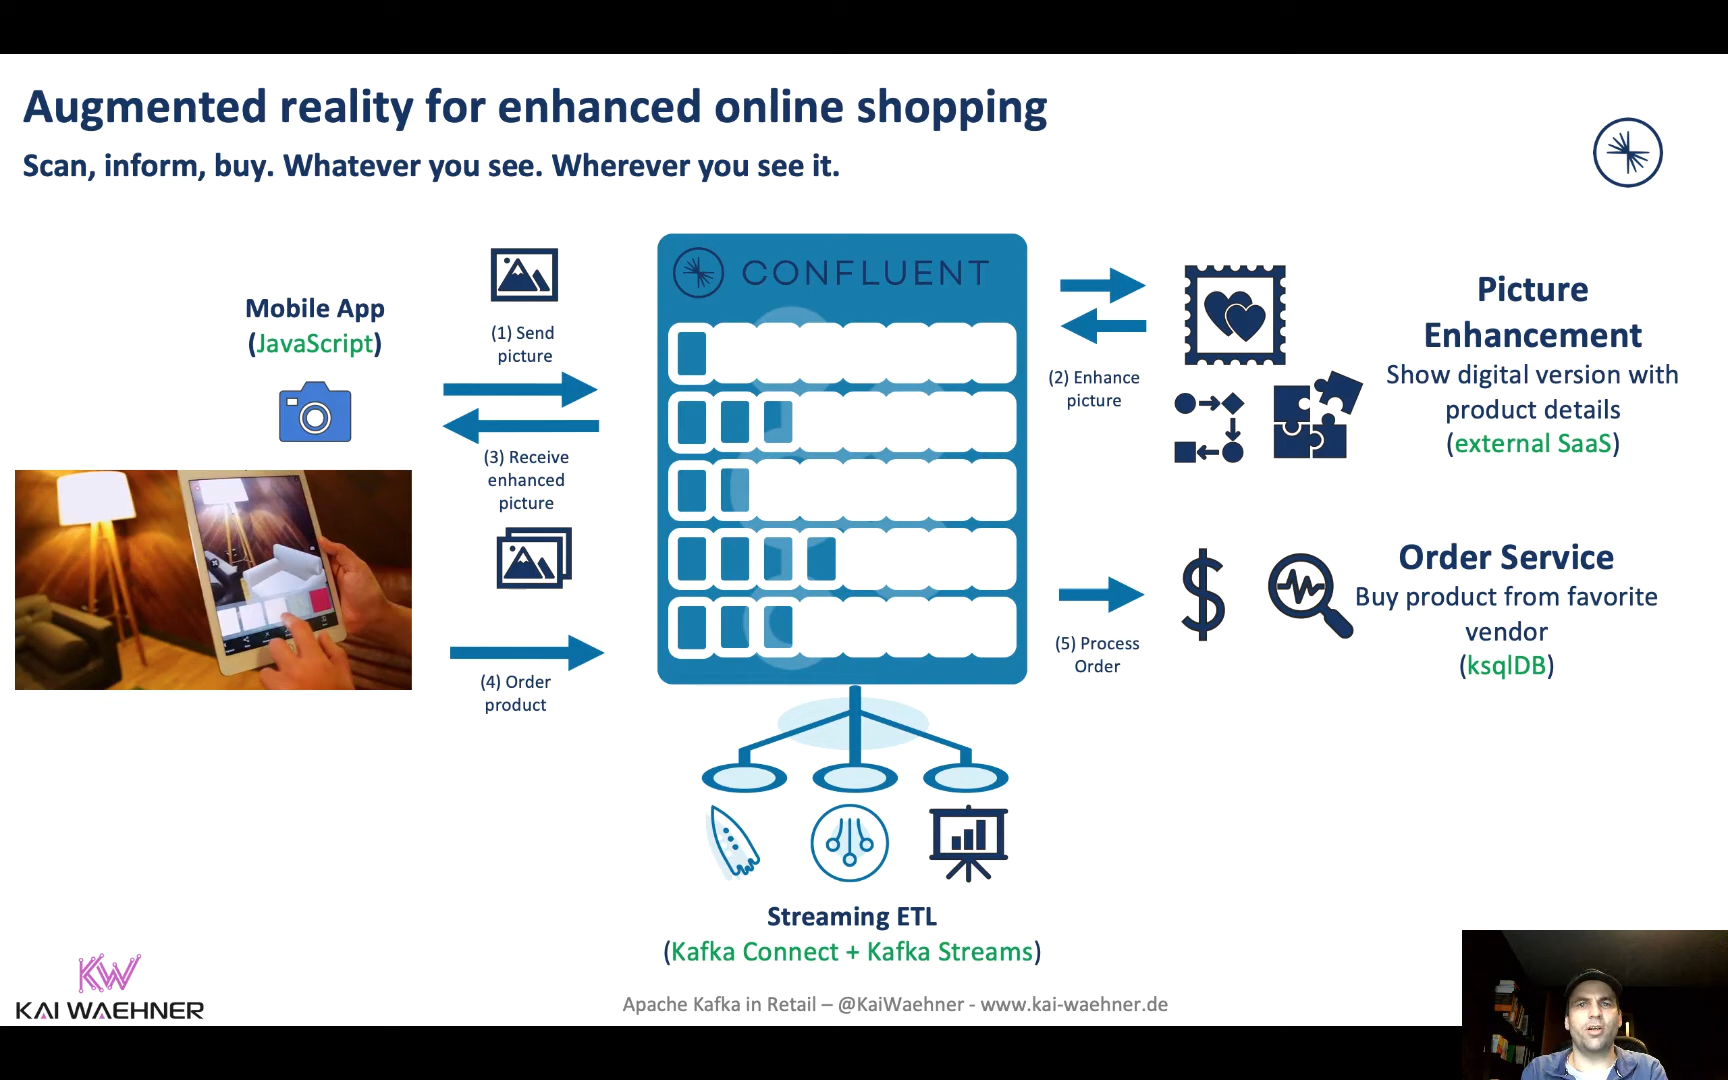 Augmented reality for enhanced online shopping
Scan, inform, buy. Whatever you see. Wherever you see it.
Mobile App
(JavaScript)
(1) Send
picture
(3) Receive
enhanced
picture
(4) Order
product
CONFLUENT
(2) Enhance
picture
(5) Process
Order
Picture
Enhancement
Show digital version with
product details
(external SaaS)
Order Service
Buy product from favorite
vendor
(ksqlDB)
Streaming ETL
(Kafka Connect + Kafka Streams)
KW
KAI WAEHNER
Apache Kafka in Retail – @KaiWaehner - www.kai-waehner.de